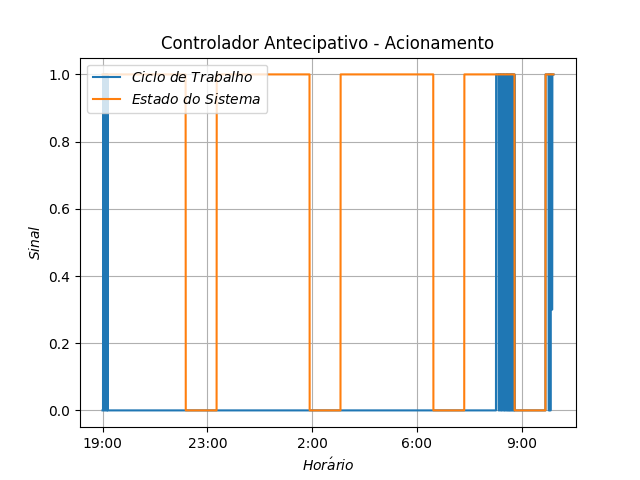 Controlador Antecipativo - Acionamento
Ciclo de Trabalho
Estado do Sistema
Sinal
1.0
0.8
0.6
0.4
0.2
0.0
19:00 23:00 2:00 6:00 9:00
Horário